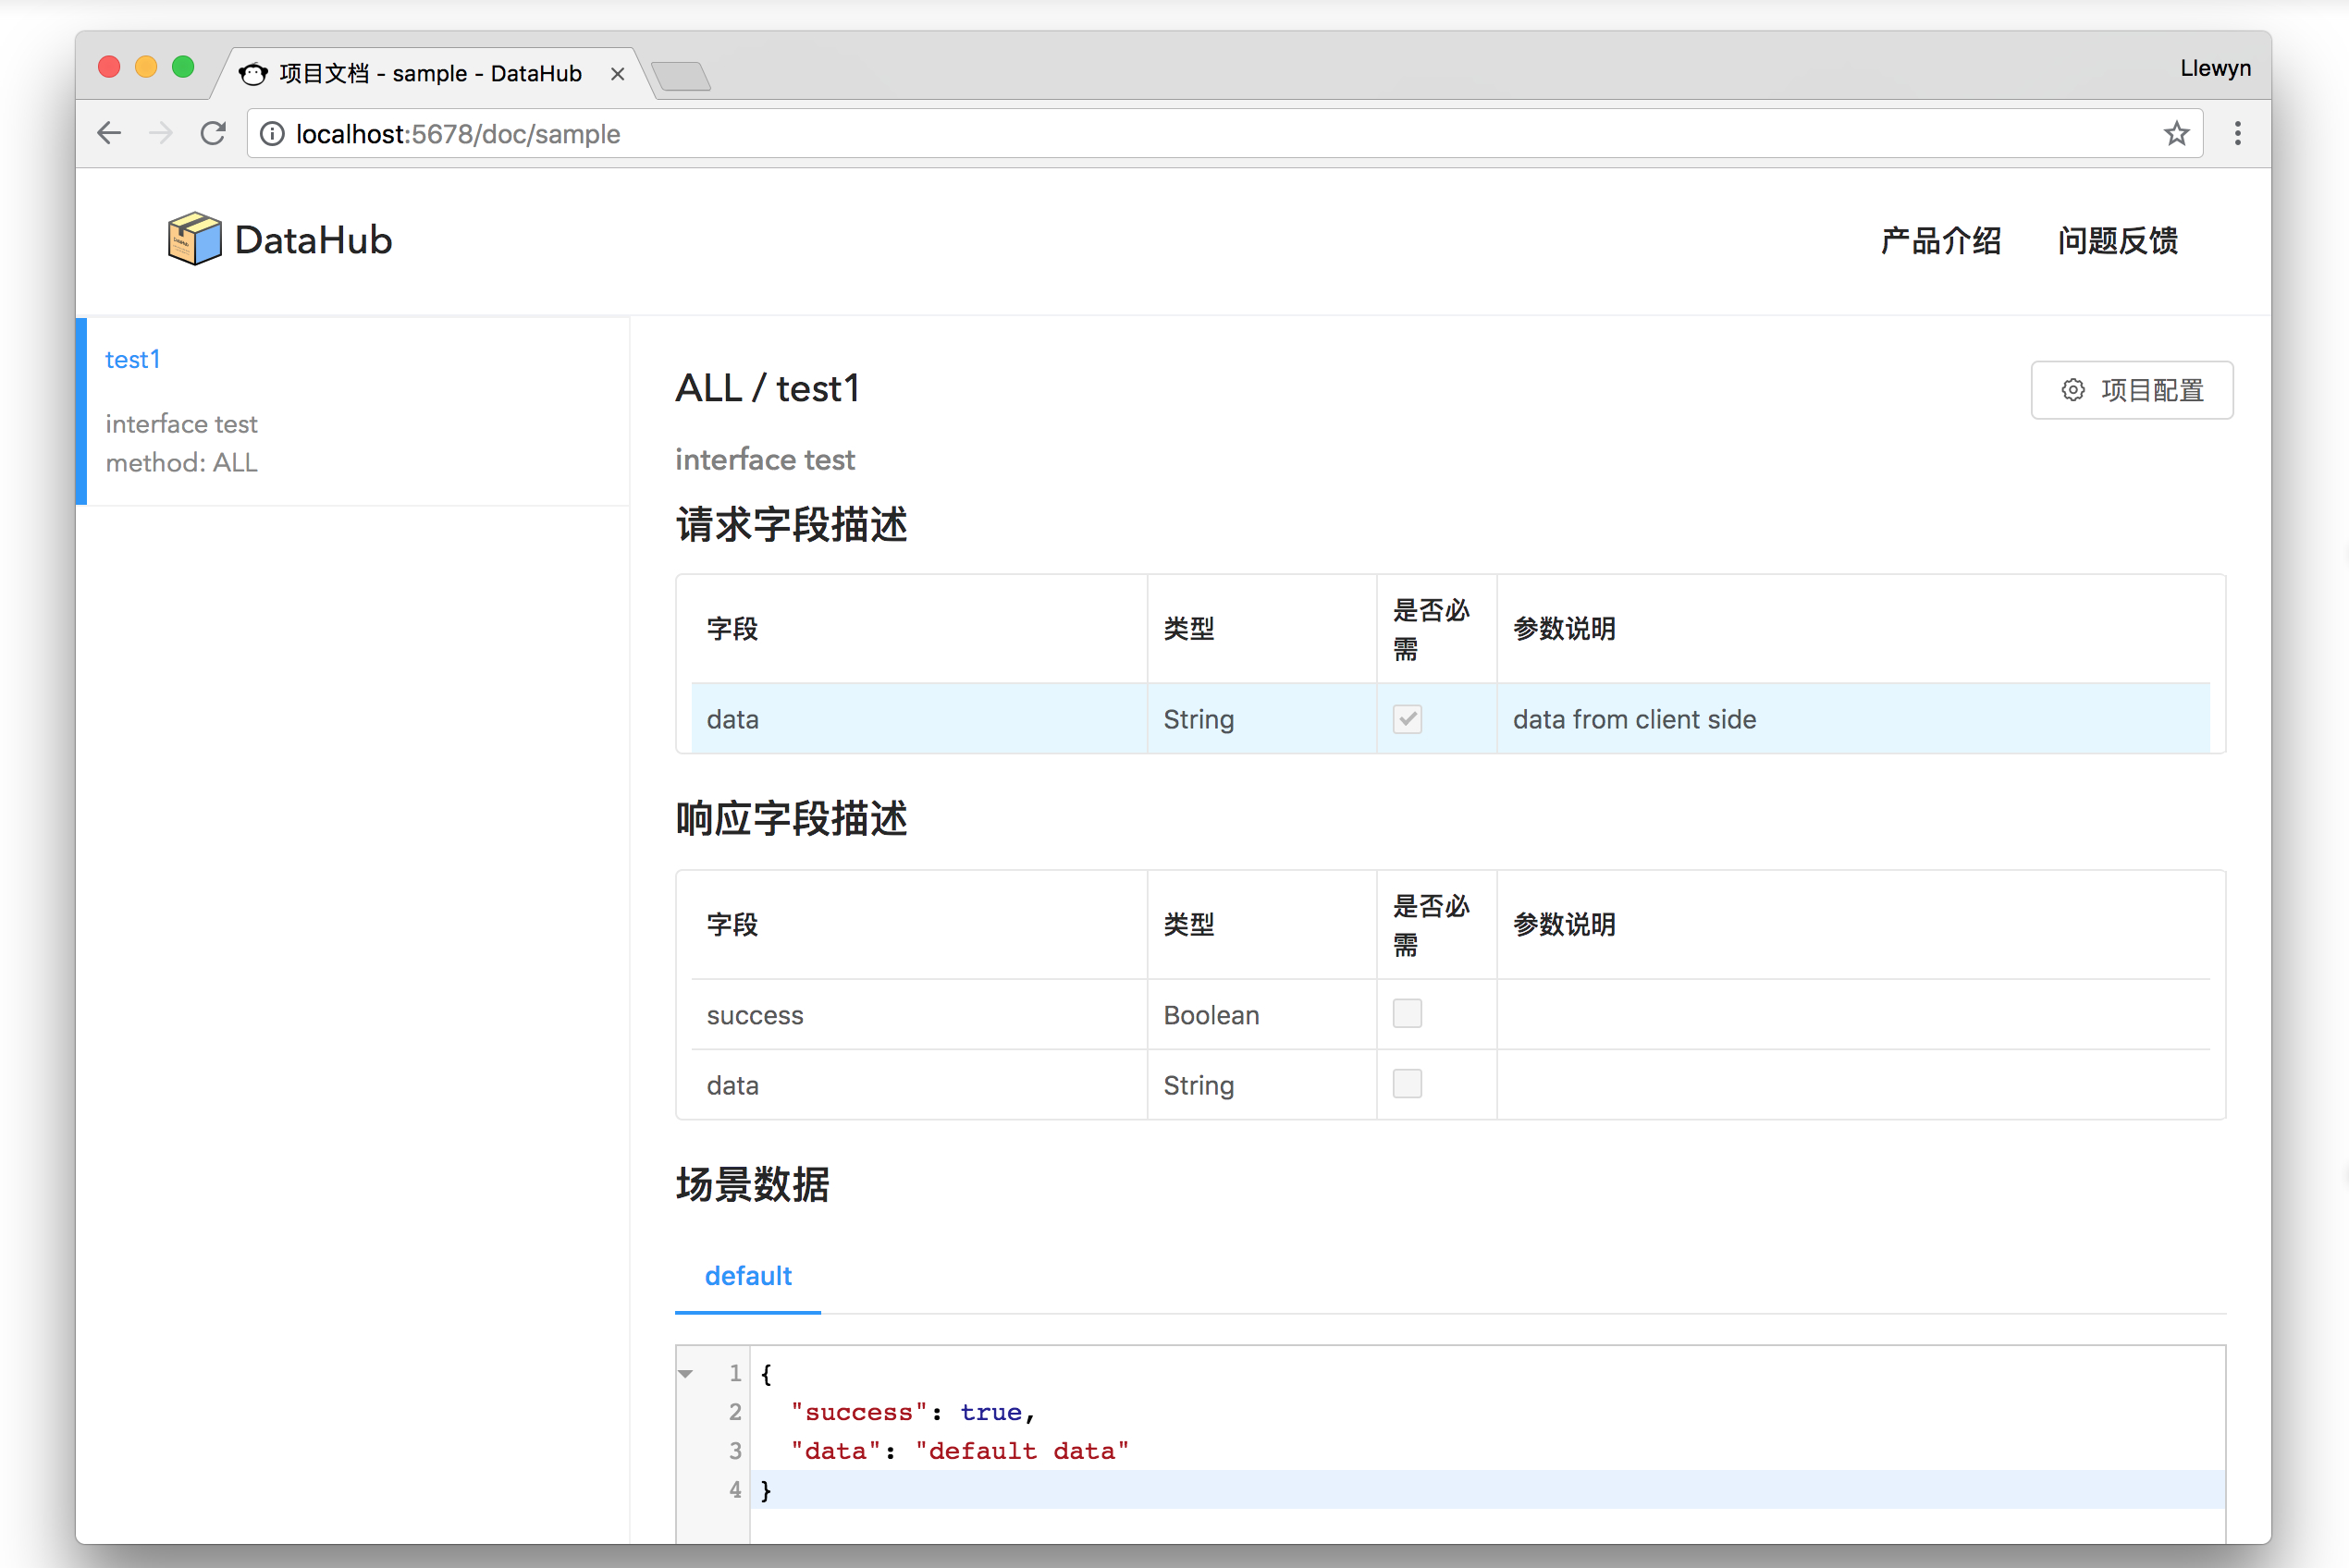 项目文档 - sample - DataHub
Llewyn
localhost:5678/doc/sample
DataHub
产品介绍 问题反馈
test1
interface test
method: ALL
ALL / test1
项目配置
interface test
请求字段描述
字段 类型 是否必需 参数说明
data String data from client side
响应字段描述
字段 类型 是否必需 参数说明
success Boolean
data String
场景数据
default
1 {
2 "success": true,
3 "data": "default data"
4 }